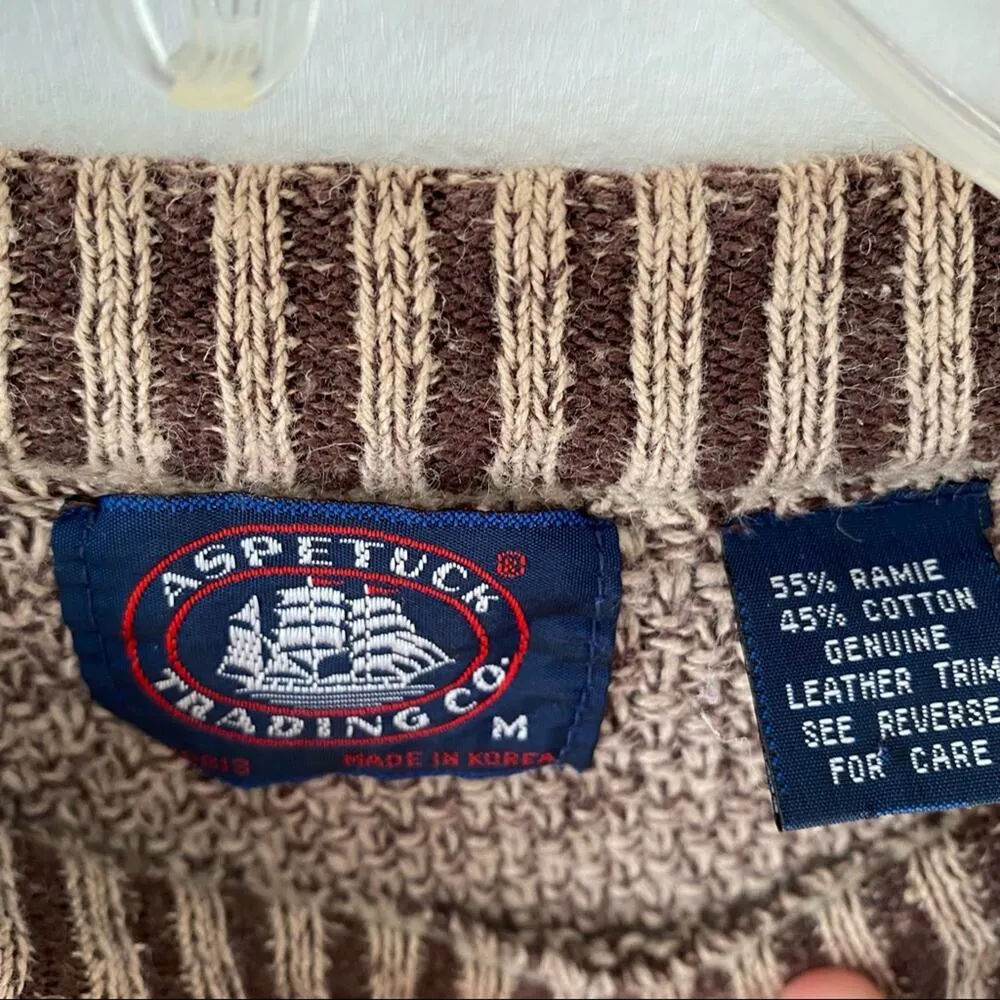 ASPETUCK®
TRADING CO.
M
MADE IN KOREA
55% RAMIE
45% COTTON
GENUINE
LEATHER TRIM
SEE REVERSE
FOR CARE